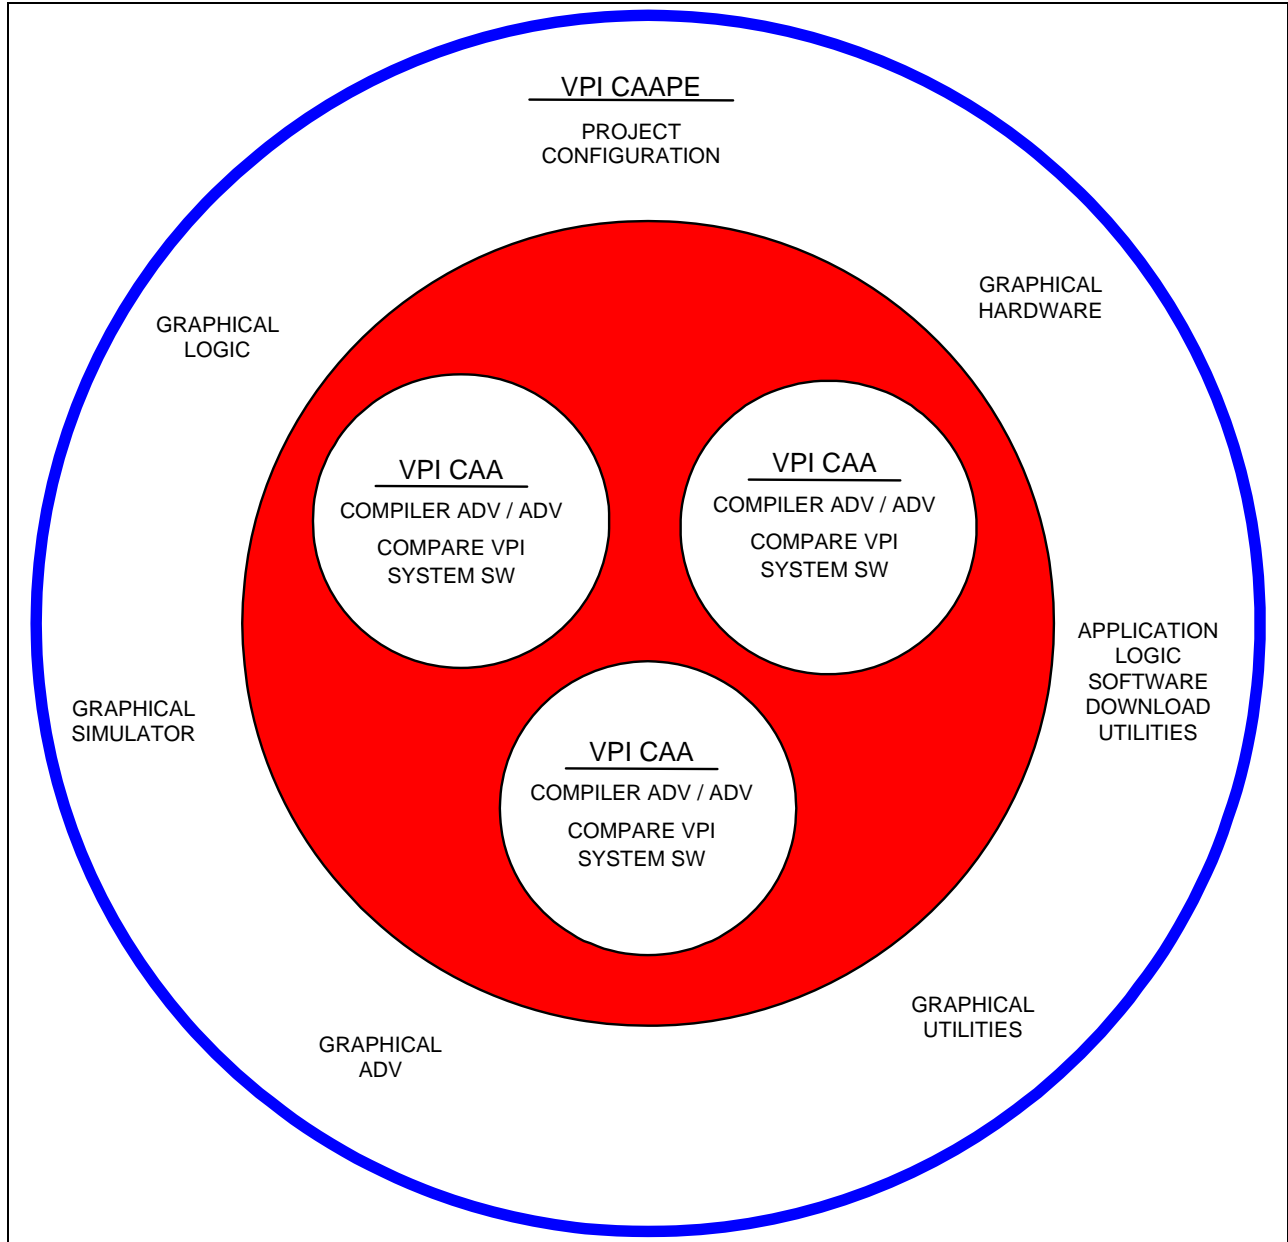 VPI CAAPE
PROJECT
CONFIGURATION
GRAPHICAL
HARDWARE
GRAPHICAL
LOGIC
VPI CAA
COMPILER ADV / ADV
COMPARE VPI
SYSTEM SW
VPI CAA
COMPILER ADV / ADV
COMPARE VPI
SYSTEM SW
APPLICATION
LOGIC
SOFTWARE
DOWNLOAD
UTILITIES
GRAPHICAL
SIMULATOR
VPI CAA
COMPILER ADV / ADV
COMPARE VPI
SYSTEM SW
GRAPHICAL
UTILITIES
GRAPHICAL
ADV